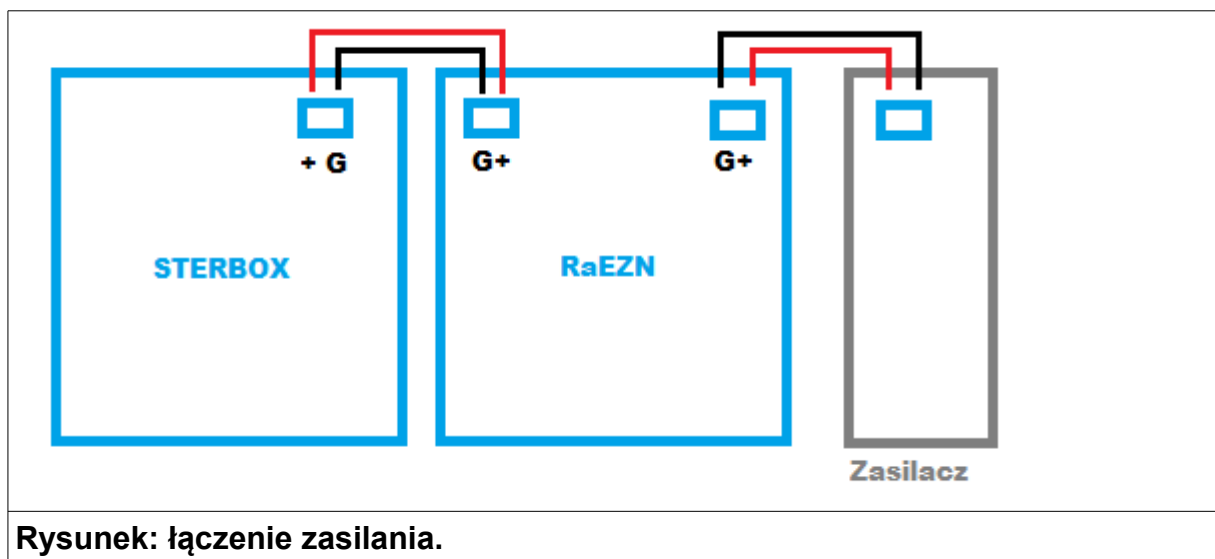 + G
G+
G+
STERBOX
RaEZN
Zasilacz
Rysunek: łączenie zasilania.